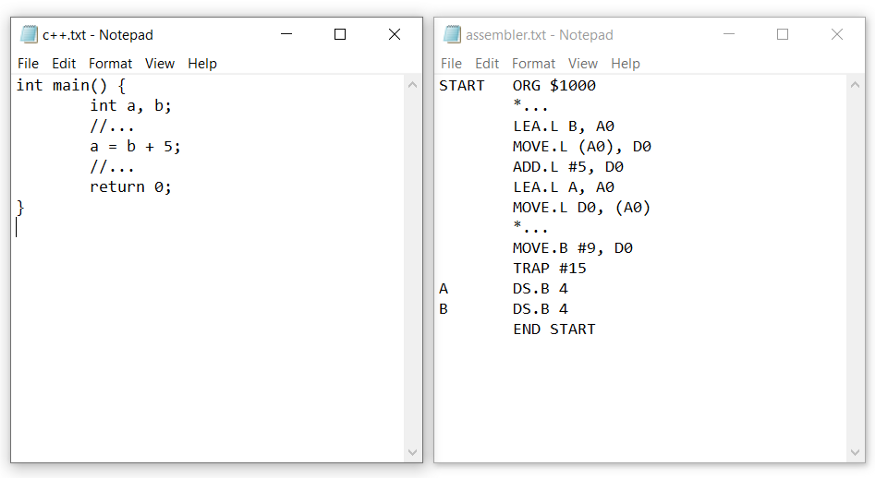 c++.txt - Notepad
File Edit Format View Help
int main() {
        int a, b;
        //...
        a = b + 5;
        //...
        return 0;
}
assembler.txt - Notepad
File Edit Format View Help
START   ORG $1000
        *...
        LEA.L B, A0
        MOVE.L (A0), D0
        ADD.L #5, D0
        LEA.L A, A0
        MOVE.L D0, (A0)
        *...
        MOVE.B #9, D0
        TRAP #15
A       DS.B 4
B       DS.B 4
        END START